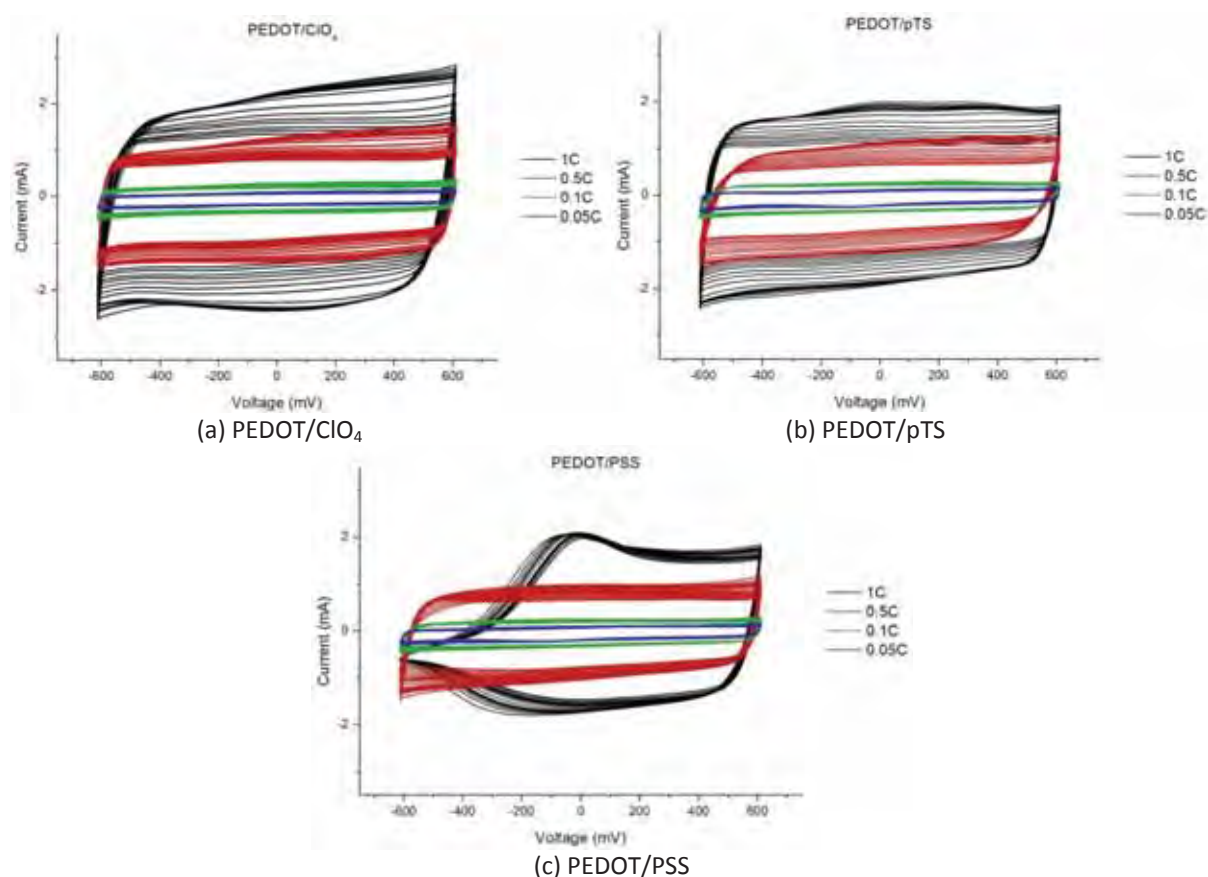 PEDOT/ClO₄
2
0
2
Current (mA)
-600 -400 -200 0 200 400 600
Voltage (mV)
1C
0.5C
0.1C
0.05C
(a) PEDOT/ClO₄
PEDOT/pTS
2
0
2
Current (mA)
-600 -400 -200 0 200 400 600
Voltage (mV)
1C
0.5C
0.1C
0.05C
(b) PEDOT/pTS
PEDOT/PSS
2
0
-2
Current (mA)
-600 -400 -200 0 200 400 600
Voltage (mV)
1C
0.5C
0.1C
0.05C
(c) PEDOT/PSS